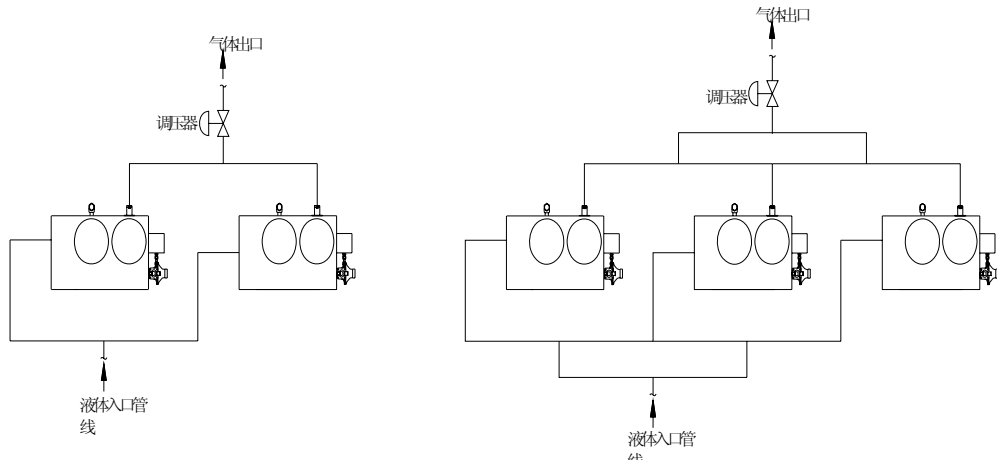 气体出口
调压器
液体入口管
线
气体出口
调压器
液体入口管
线